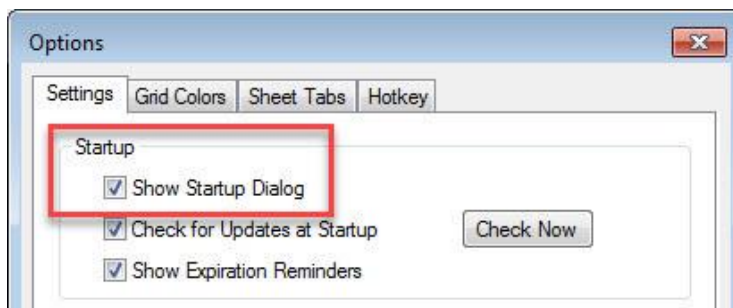 Options
Settings Grid Colors Sheet Tabs Hotkey
Startup
Show Startup Dialog
Check for Updates at Startup Check Now
Show Expiration Reminders